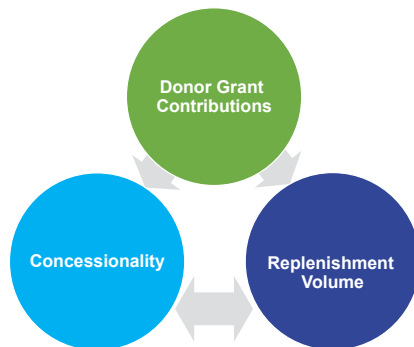 Donor Grant
Contributions
Concessionality
Replenishment
Volume